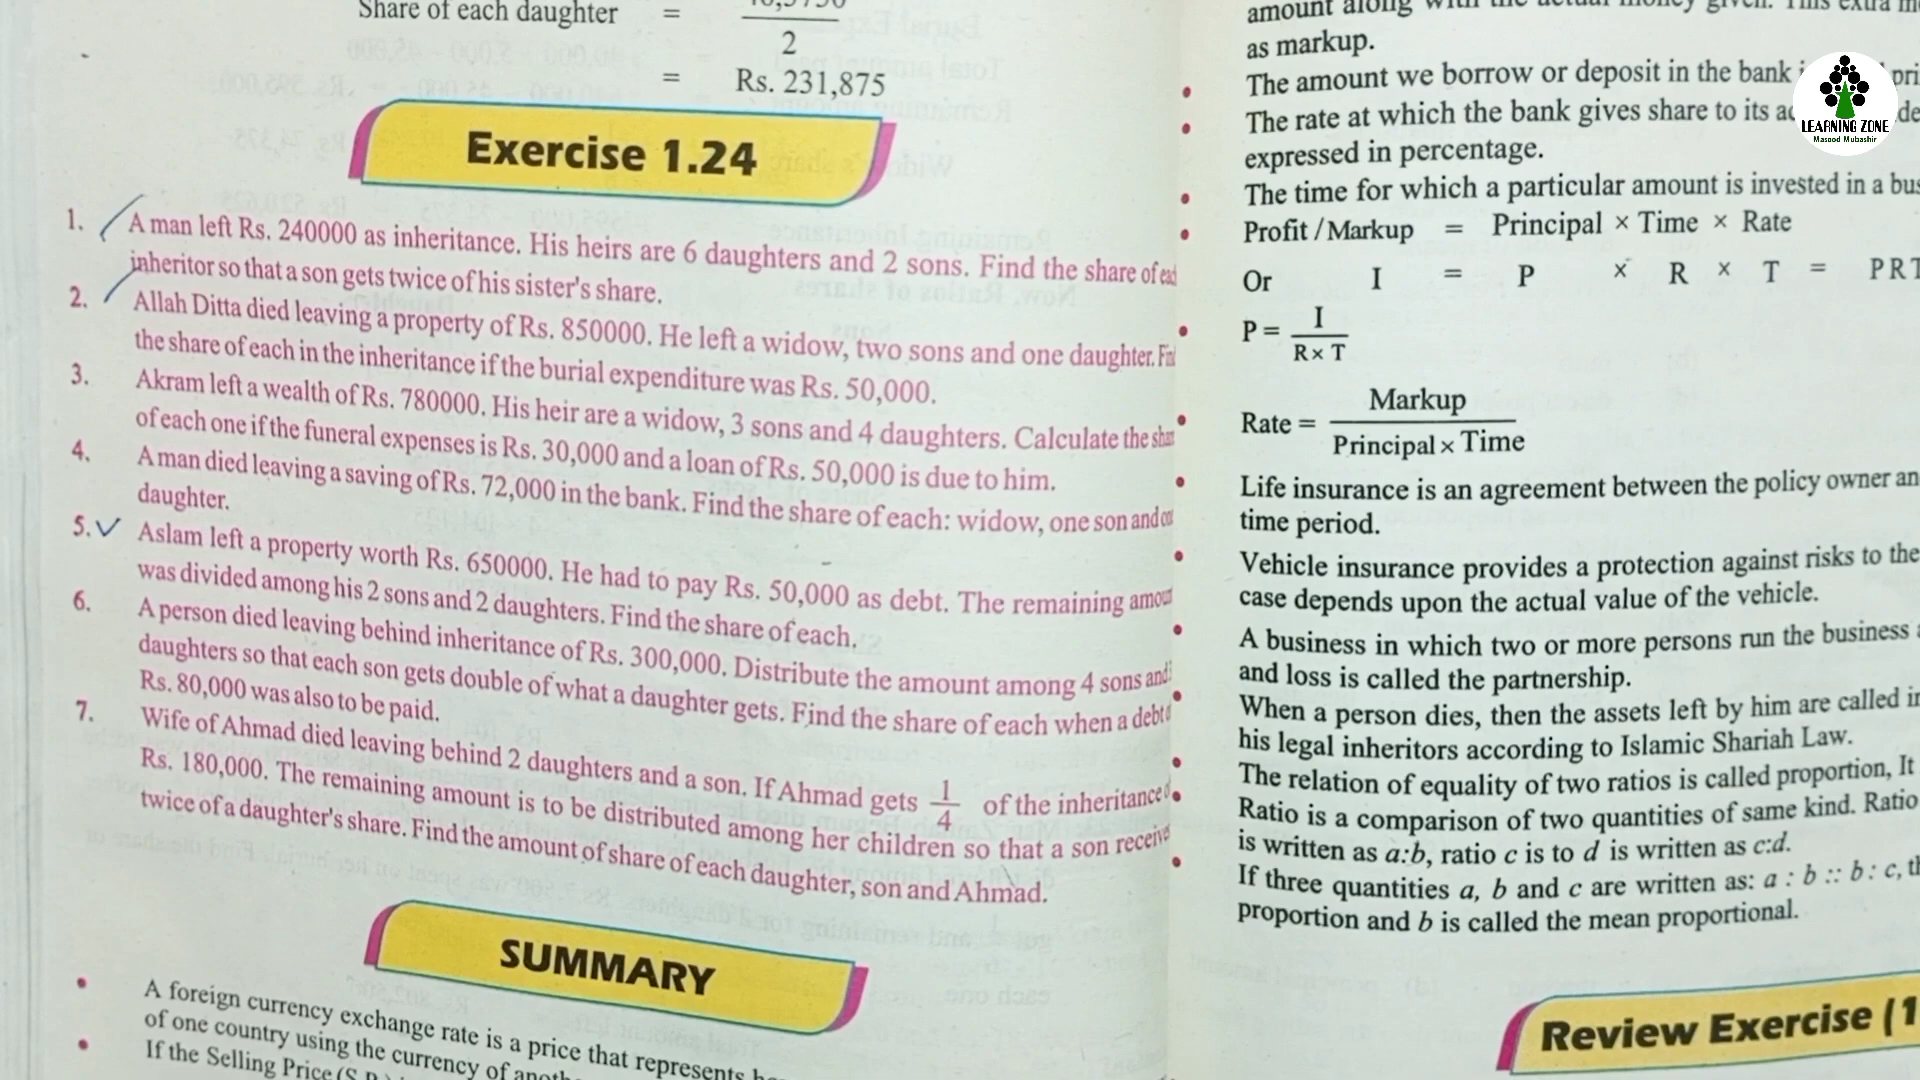 Share of each daughter =
2
= Rs. 231,875
Exercise 1.24
1. A man left Rs. 240000 as inheritance. His heirs are 6 daughters and 2 sons. Find the share of
inheritor so that a son gets twice of his sister's share.
2. Allah Ditta died leaving a property of Rs. 850000. He left a widow, two sons and one daughter.
the share of each in the inheritance if the burial expenditure was Rs. 50,000.
3. Akram left a wealth of Rs. 780000. His heir are a widow, 3 sons and 4 daughters. Calculate the
of each one if the funeral expenses is Rs. 30,000 and a loan of Rs. 50,000 is due to him.
4. A man died leaving a saving of Rs. 72,000 in the bank. Find the share of each: widow, one son and
daughter.
5. Aslam left a property worth Rs. 650000. He had to pay Rs. 50,000 as debt. The remaining
was divided among his 2 sons and 2 daughters. Find the share of each.
6. A person died leaving behind inheritance of Rs. 300,000. Distribute the amount among 4 sons and
daughters so that each son gets double of what a daughter gets. Find the share of each when a debt
Rs. 80,000 was also to be paid.
7. Wife of Ahmad died leaving behind 2 daughters and a son. If Ahmad gets 1/4 of the inheritance
Rs. 180,000. The remaining amount is to be distributed among her children so that a son
twice of a daughter's share. Find the amount of share of each daughter, son and Ahmad.
SUMMARY
• A foreign currency exchange rate is a price that represents
of one country using the currency of
• If the Selling Price
amount along
as markup.
• The amount we borrow or deposit in the bank
• The rate at which the bank gives share to its
expressed in percentage.
• The time for which a particular amount is invested in a
• Profit / Markup = Principal × Time × Rate
Or I = P × R × T = PRT
• P = I / R × T
• Rate = Markup / Principal × Time
• Life insurance is an agreement between the policy owner
time period.
• Vehicle insurance provides a protection against risks to the
case depends upon the actual value of the vehicle.
• A business in which two or more persons run the business
and loss is called the partnership.
• When a person dies, then the assets left by him are called
his legal inheritors according to Islamic Shariah Law.
• The relation of equality of two ratios is called proportion, It
• Ratio is a comparison of two quantities of same kind. Ratio
is written as a:b, ratio c is to d is written as c:d.
• If three quantities a, b and c are written as: a : b :: b : c,
proportion and b is called the mean proportional.
Review Exercise (1
LEARNING ZONE
Masood Mubashir